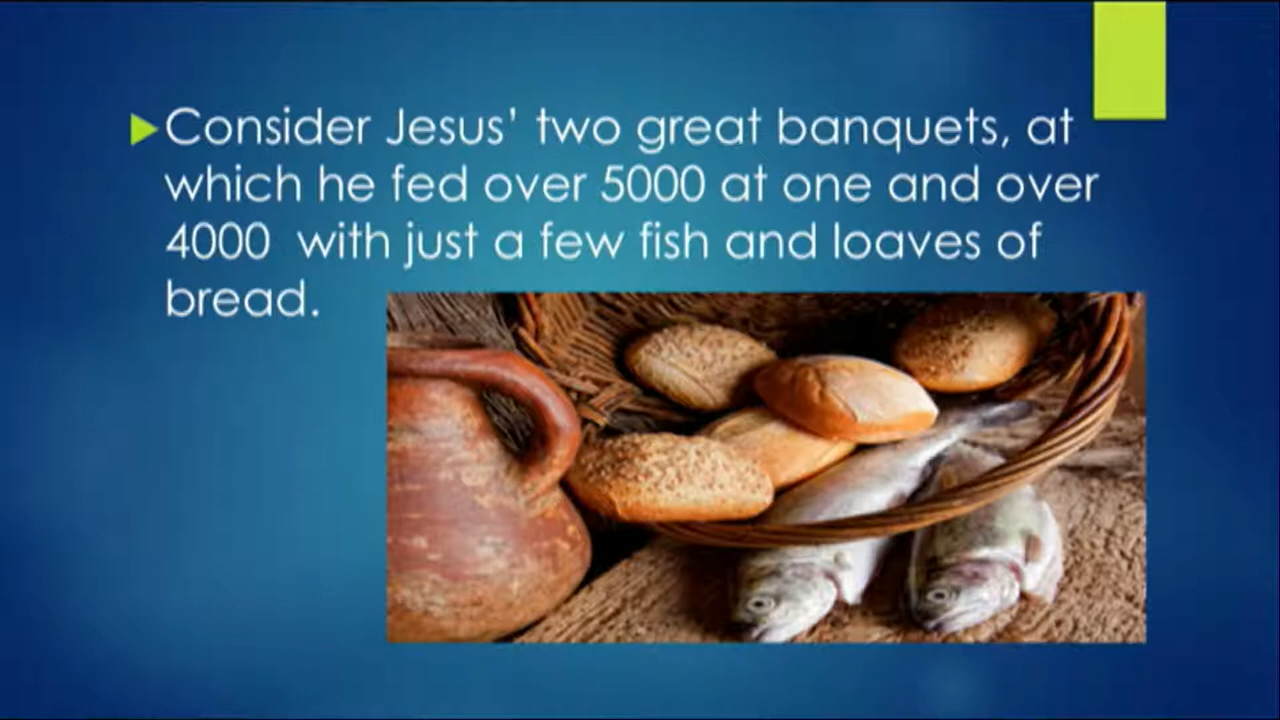 Consider Jesus’ two great banquets, at
which he fed over 5000 at one and over
4000  with just a few fish and loaves of
bread.